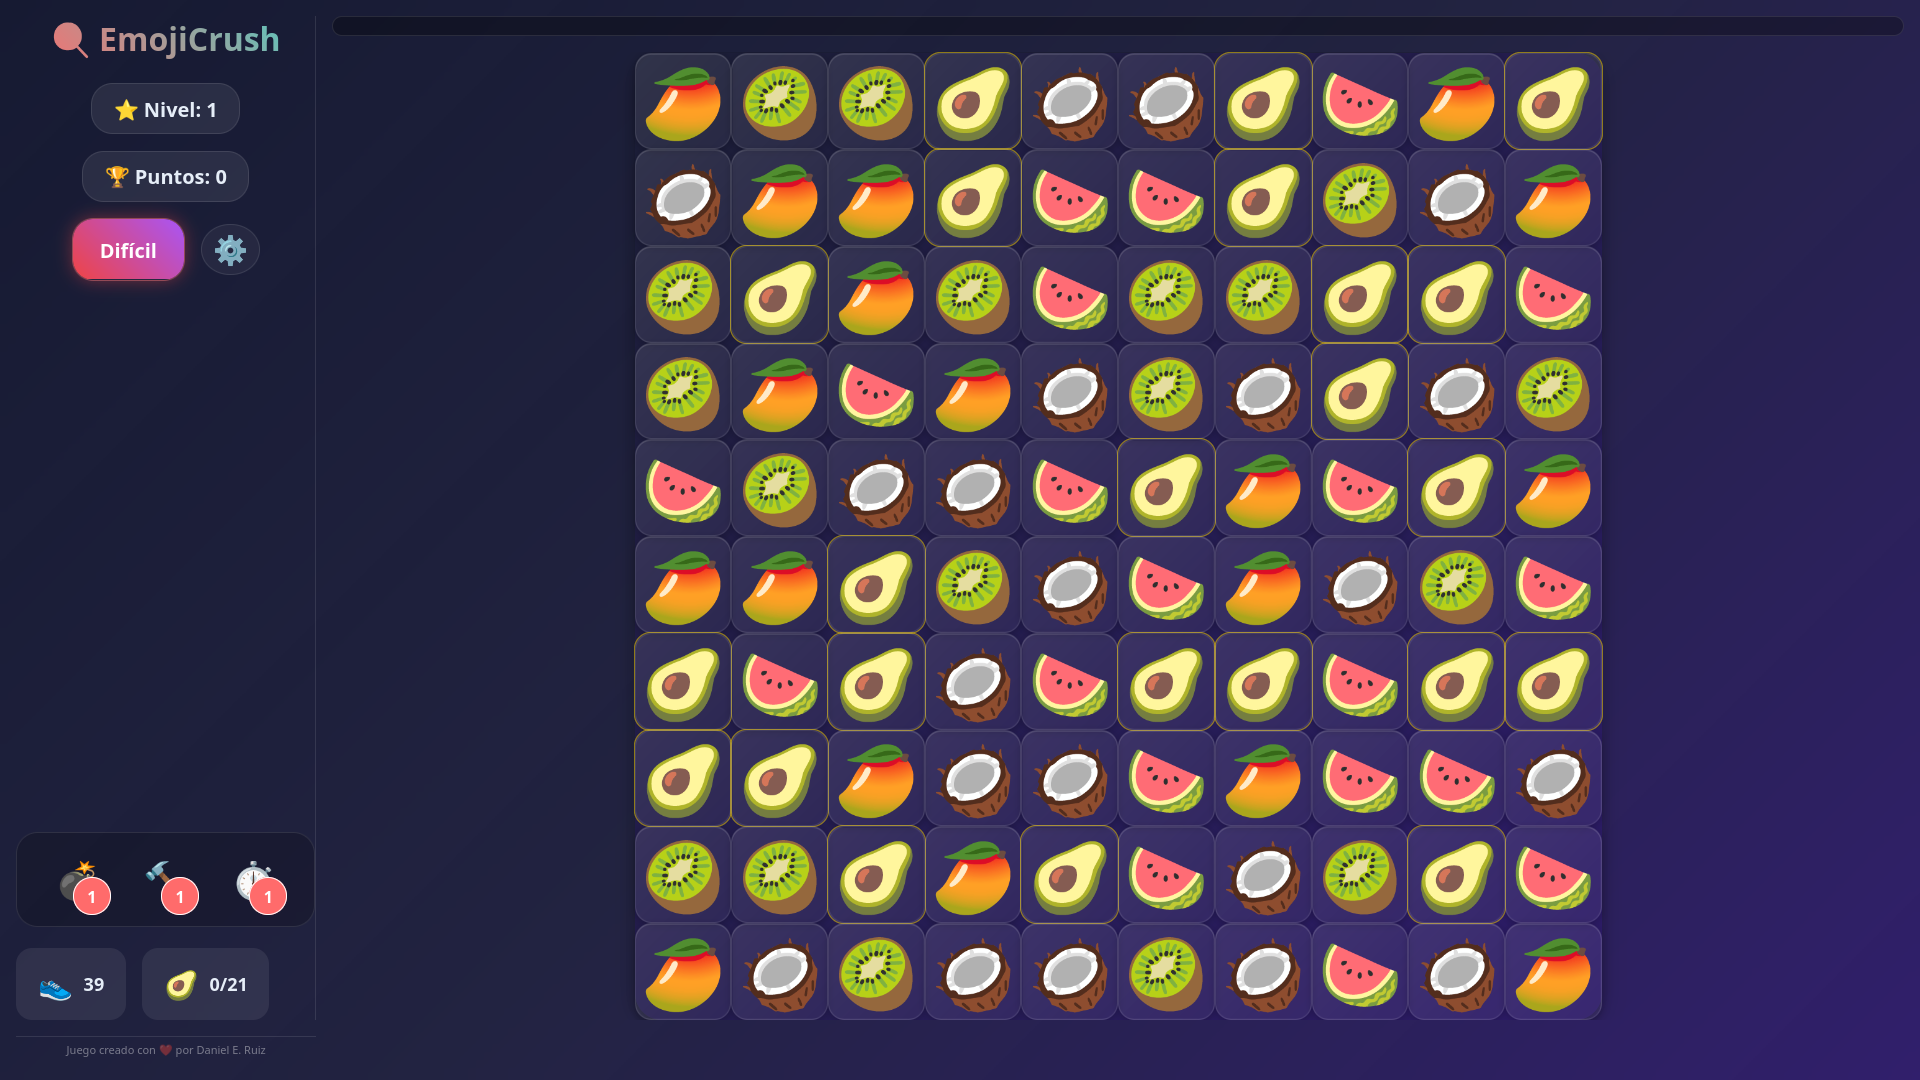 EmojiCrush
⭐ Nivel: 1
🏆 Puntos: 0
Difícil
1
1
1
39
0/21
Juego creado con ❤️ por Daniel E. Ruiz